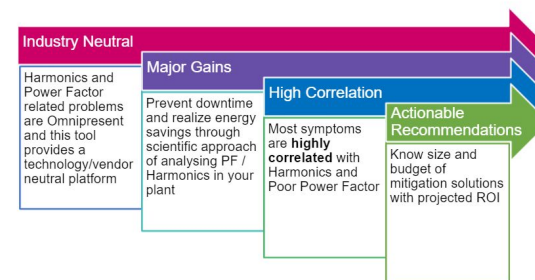 Industry Neutral
Harmonics and
Power Factor
related problems
are Omnipresent
and this tool
provides a
technology/vendor
neutral platform
Major Gains
Prevent downtime
and realize energy
savings through
scientific approach
of analysing PF /
Harmonics in your
plant
High Correlation
Most symptoms
are highly
correlated with
Harmonics and
Poor Power Factor
Actionable
Recommendations
Know size and
budget of
mitigation solutions
with projected ROI